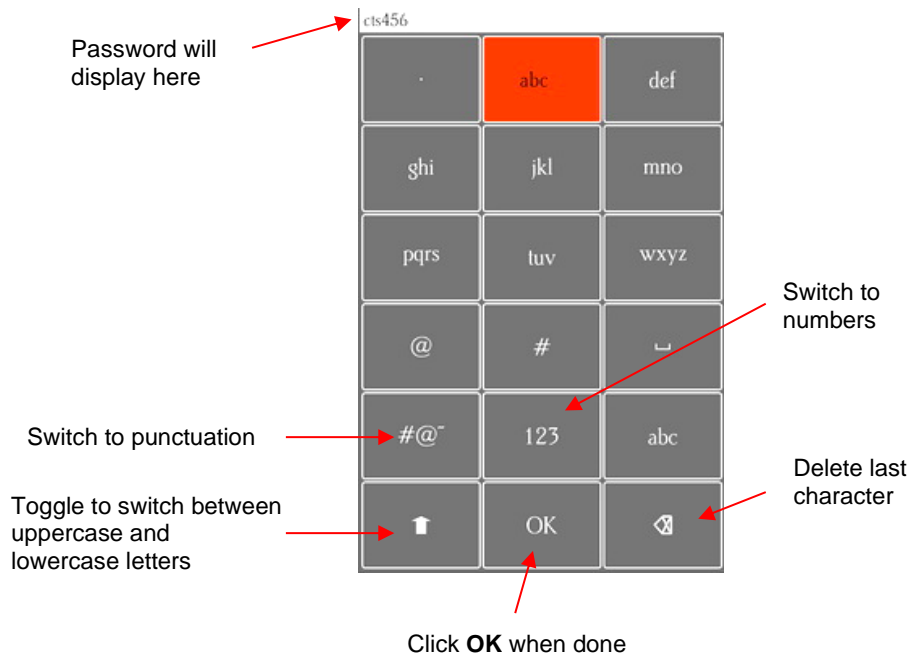 cts456
Password will
display here
. abc def
ghi jkl mno
pqrs tuv wxyz
Switch to
numbers
@ # ⎵
Switch to punctuation
#@~ 123 abc
Delete last
character
Toggle to switch between
uppercase and
lowercase letters
OK
Click OK when done